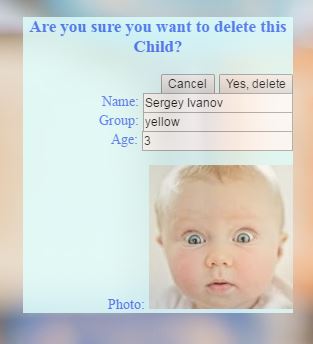 Are you sure you want to delete this
Child?
Cancel Yes, delete
Name: Sergey Ivanov
Group: yellow
Age: 3
Photo: